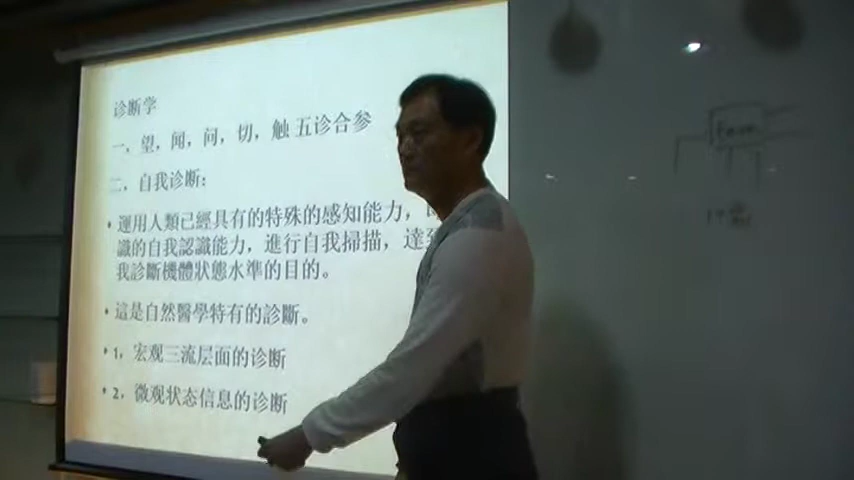 诊断学
一，望，闻，问，切，触 五诊合参
二，自我诊断：
• 運用人類已經具有的特殊的感知能力，
識的自我認識能力，進行自我掃描，達
我診斷機體狀態水準的目的。
• 這是自然醫學特有的診斷。
• 1，宏观三流层面的诊断
• 2，微观状态信息的诊断